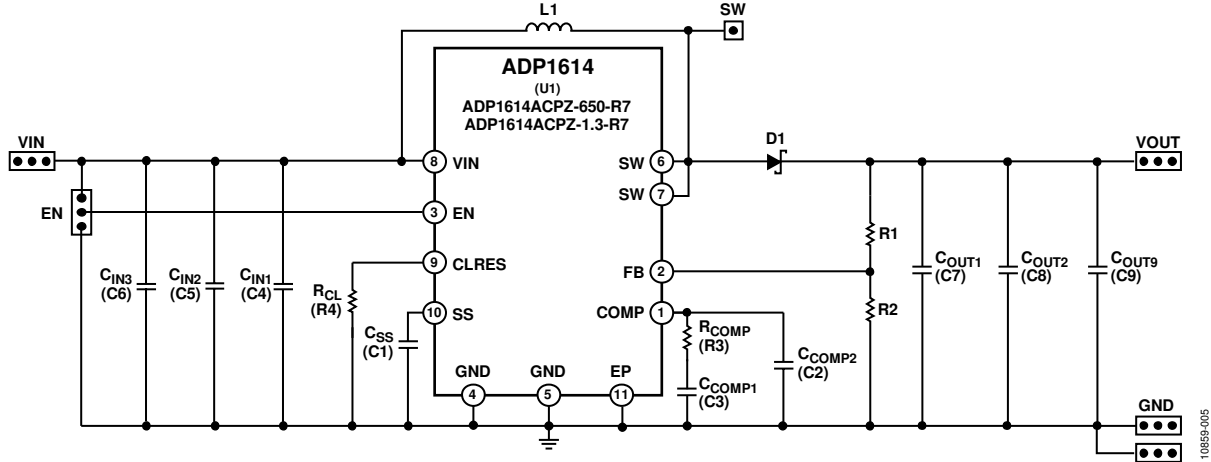 L1
SW
ADP1614
(U1)
ADP1614ACPZ-650-R7
ADP1614ACPZ-1.3-R7
VIN
8
VIN
SW
6
D1
VOUT
SW
7
EN
3
EN
R1
9
CLRES
FB
2
CIN3
(C6)
CIN2
(C5)
CIN1
(C4)
RCL
(R4)
COUT1
(C7)
COUT2
(C8)
COUT9
(C9)
10
SS
COMP
1
R2
CSS
(C1)
RCOMP
(R3)
CCOMP2
(C2)
CCOMP1
(C3)
GND
4
GND
5
EP
11
GND
10859-005